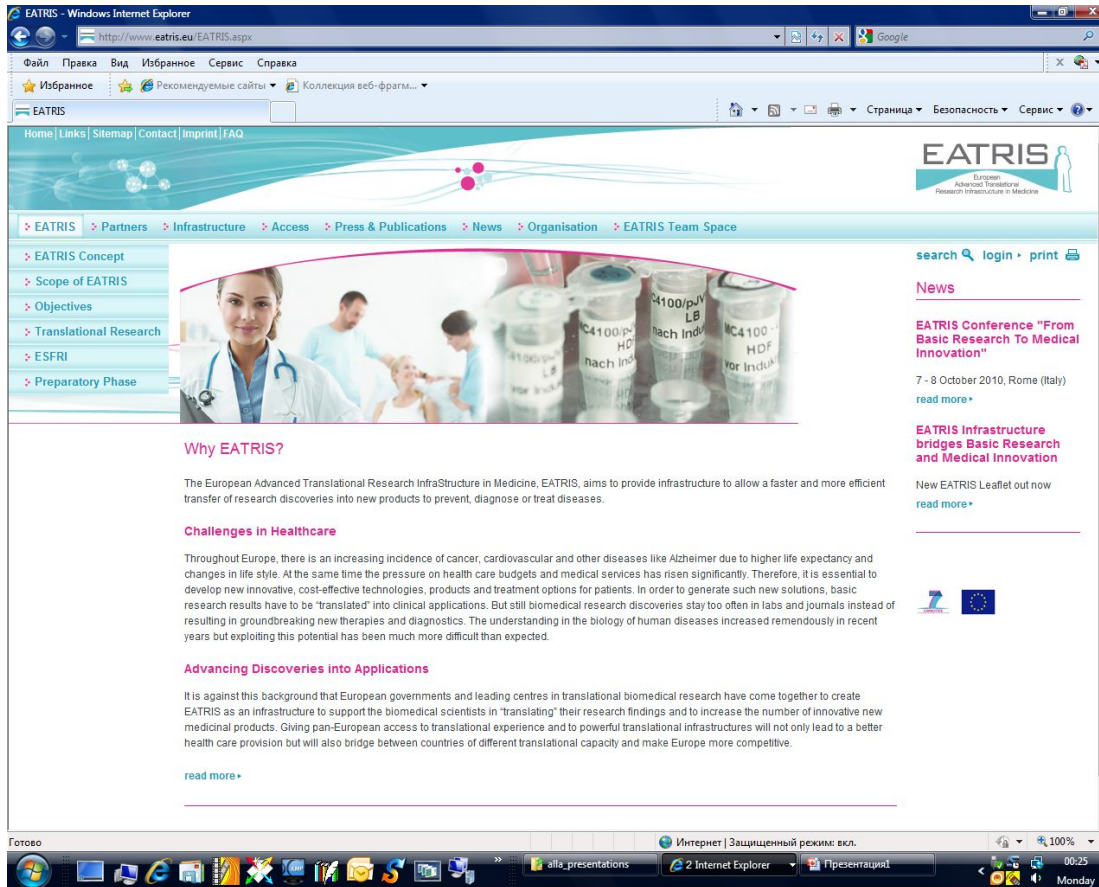 EATRIS - Windows Internet Explorer
http://www.eatris.eu/EATRIS.aspx
Google
Файл Правка Вид Избранное Сервис Справка
X
Избранное Рекомендуемые сайты Коллекция веб-фрагм...
EATRIS
Страница Безопасность Сервис
Home | Links | Sitemap | Contact | Imprint | FAQ
EATRIS
European
Advanced Translational
Research Infrastructure in Medicine
EATRIS Partners Infrastructure Access Press & Publications News Organisation EATRIS Team Space
EATRIS Concept
Scope of EATRIS
Objectives
Translational Research
ESFRI
Preparatory Phase
C4100/pJV
LB
nach Indu
MC4100 -
HDF
vor Induk
MC4100/p
HD
nach Ind
vor Ind
search login print
News
EATRIS Conference "From
Basic Research To Medical
Innovation"
7 - 8 October 2010, Rome (Italy)
read more
EATRIS Infrastructure
bridges Basic Research
and Medical Innovation
New EATRIS Leaflet out now
read more
Why EATRIS?
The European Advanced Translational Research InfraStructure in Medicine, EATRIS, aims to provide infrastructure to allow a faster and more efficient
transfer of research discoveries into new products to prevent, diagnose or treat diseases.
Challenges in Healthcare
Throughout Europe, there is an increasing incidence of cancer, cardiovascular and other diseases like Alzheimer due to higher life expectancy and
changes in life style. At the same time the pressure on health care budgets and medical services has risen significantly. Therefore, it is essential to
develop new innovative, cost-effective technologies, products and treatment options for patients. In order to generate such new solutions, basic
research results have to be “translated” into clinical applications. But still biomedical research discoveries stay too often in labs and journals instead of
resulting in groundbreaking new therapies and diagnostics. The understanding in the biology of human diseases increased remendously in recent
years but exploiting this potential has been much more difficult than expected.
Advancing Discoveries into Applications
It is against this background that European governments and leading centres in translational biomedical research have come together to create
EATRIS as an infrastructure to support the biomedical scientists in “translating” their research findings and to increase the number of innovative new
medicinal products. Giving pan-European access to translational experience and to powerful translational infrastructures will not only lead to a better
health care provision but will also bridge between countries of different translational capacity and make Europe more competitive.
read more
Готово
Интернет | Защищенный режим: вкл.
100%
alla_presentations
2 Internet Explorer
Презентация1
00:25
Monday